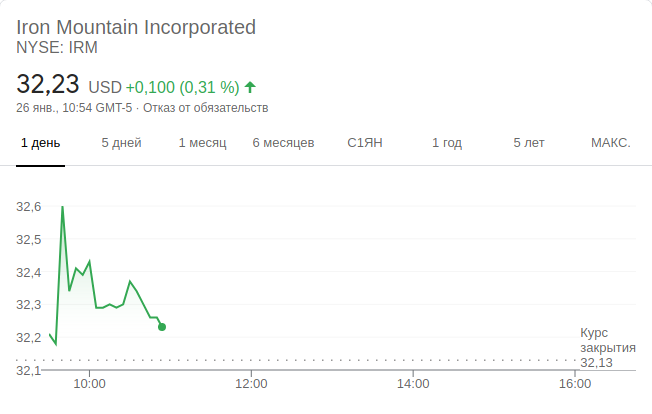 Iron Mountain Incorporated
NYSE: IRM
32,23 USD +0,100 (0,31 %)
26 янв., 10:54 GMT-5 · Отказ от обязательств
1 день 5 дней 1 месяц 6 месяцев С1ЯН 1 год 5 лет МАКС.
32,6
32,5
32,4
32,3
32,2
32,1
Курс
закрытия
32,13
10:00 12:00 14:00 16:00